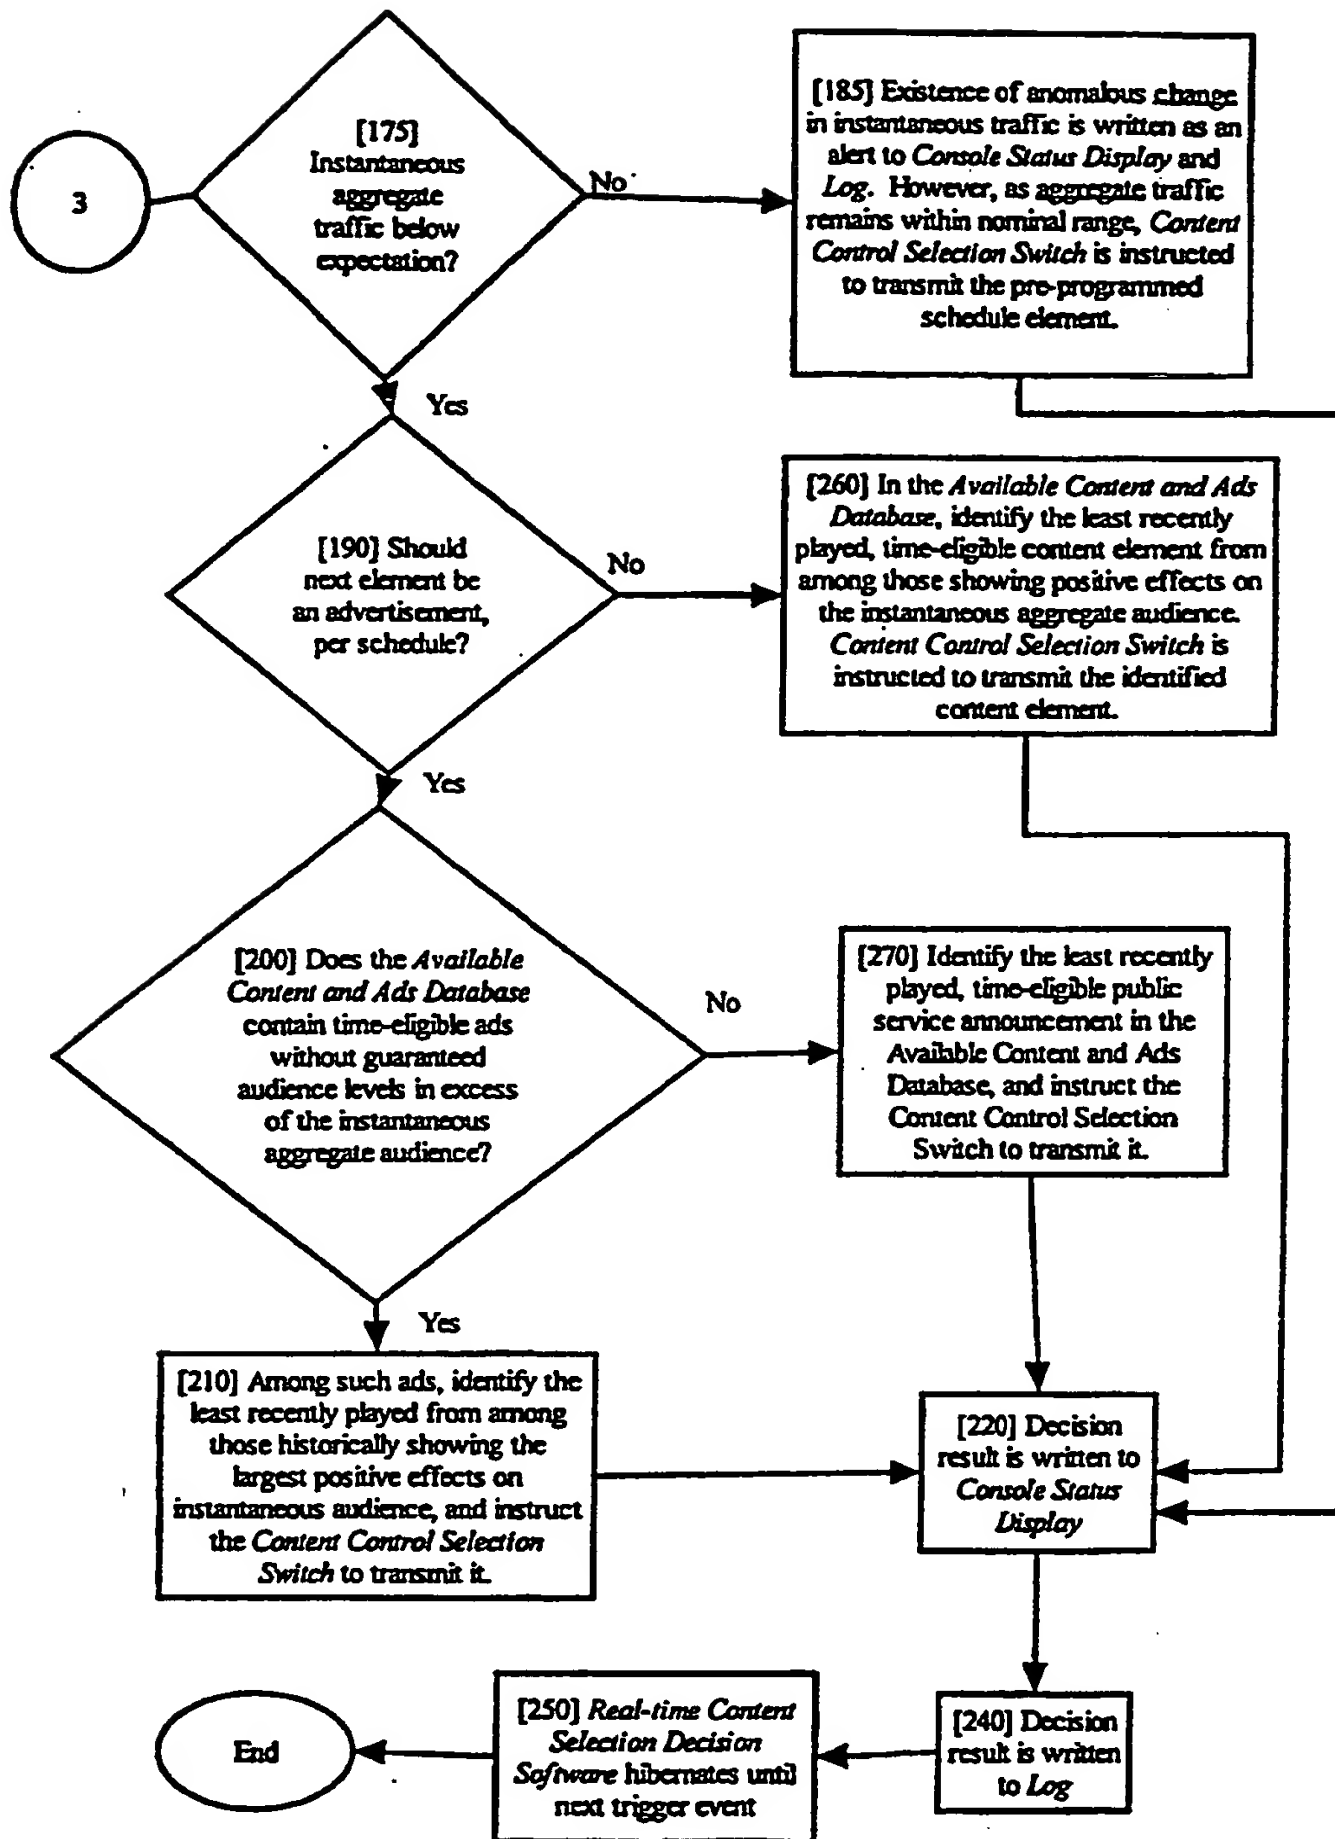 3
[175]
Instantaneous
aggregate
traffic below
expectation?
No
[185] Existence of anomalous change
in instantaneous traffic is written as an
alert to Console Status Display and
Log. However, as aggregate traffic
remains within nominal range, Content
Control Selection Switch is instructed
to transmit the pre-programmed
schedule element.
Yes
[190] Should
next element be
an advertisement,
per schedule?
No
[260] In the Available Content and Ads
Database, identify the least recently
played, time-eligible content element from
among those showing positive effects on
the instantaneous aggregate audience.
Content Control Selection Switch is
instructed to transmit the identified
content element.
Yes
[200] Does the Available
Content and Ads Database
contain time-eligible ads
without guaranteed
audience levels in excess
of the instantaneous
aggregate audience?
No
[270] Identify the least recently
played, time-eligible public
service announcement in the
Available Content and Ads
Database, and instruct the
Content Control Selection
Switch to transmit it.
Yes
[210] Among such ads, identify the
least recently played from among
those historically showing the
largest positive effects on
instantaneous audience, and instruct
the Content Control Selection
Switch to transmit it.
[220] Decision
result is written to
Console Status
Display
[240] Decision
result is written
to Log
[250] Real-time Content
Selection Decision
Software hibernates until
next trigger event
End